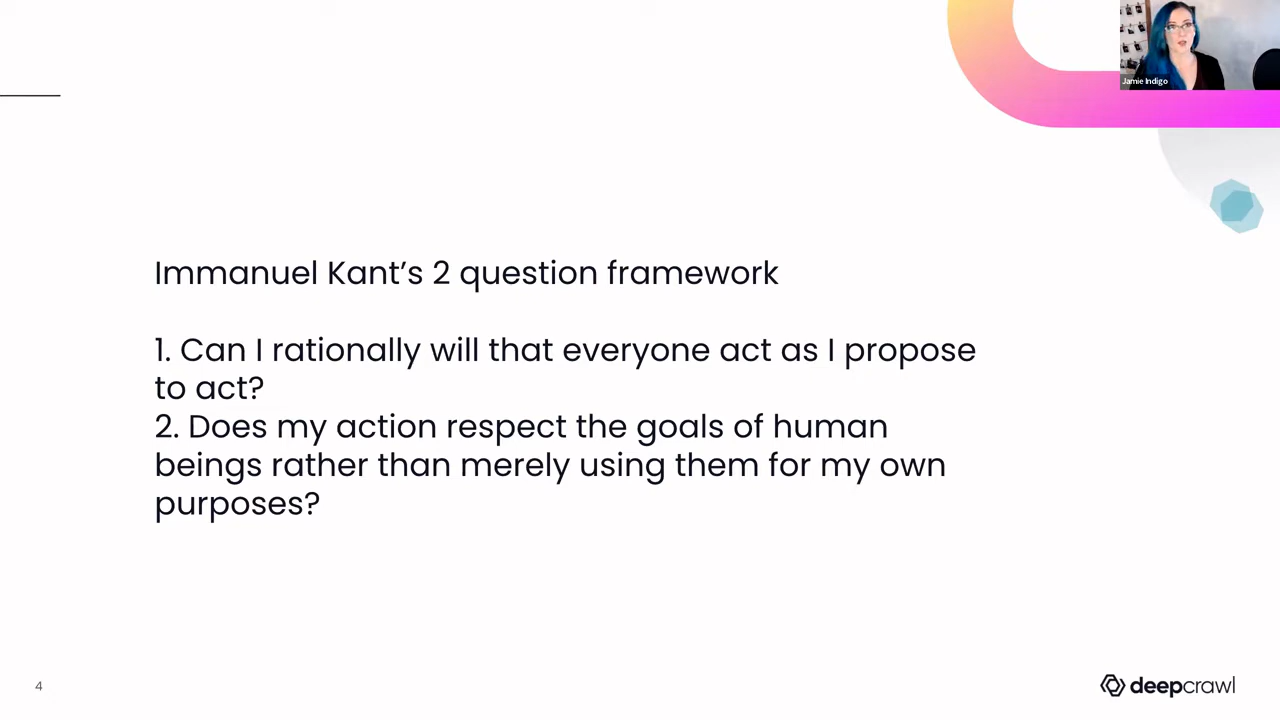 Jamie Indigo
Immanuel Kant’s 2 question framework
1. Can I rationally will that everyone act as I propose
to act?
2. Does my action respect the goals of human
beings rather than merely using them for my own
purposes?
4
deepcrawl